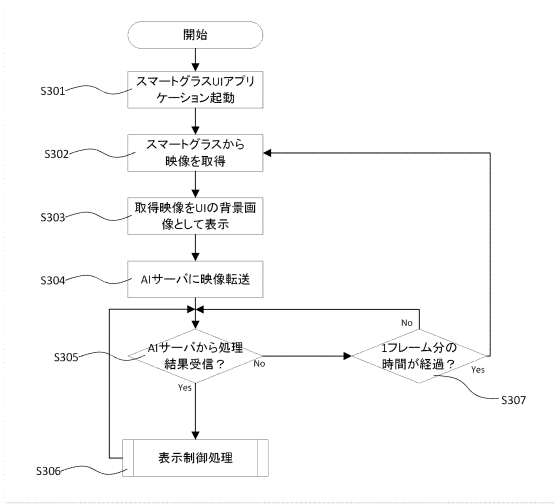 開始
S301
スマートグラスUIアプリ
ケーション起動
S302
スマートグラスから
映像を取得
S303
取得映像をUIの背景画
像として表示
S304
AIサーバに映像転送
S305
AIサーバから処理
結果受信？
No
Yes
1フレーム分の
時間が経過？
No
Yes
S307
S306
表示制御処理